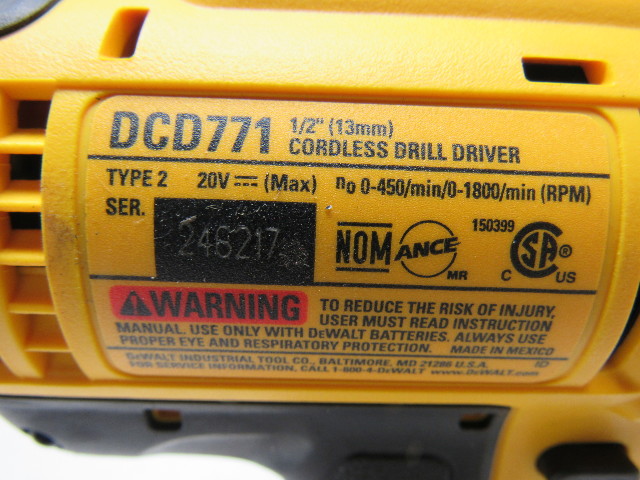 DCD771 1/2" (13mm)
CORDLESS DRILL DRIVER
TYPE 2 20V ⎓ (Max) n₀ 0-450/min/0-1800/min (RPM)
SER.
246217
NOM ANCE MR
150399
C SA ® C US
⚠WARNING TO REDUCE THE RISK OF INJURY,
USER MUST READ INSTRUCTION
MANUAL. USE ONLY WITH DEWALT BATTERIES. ALWAYS USE
PROPER EYE AND RESPIRATORY PROTECTION. MADE IN MEXICO
DEWALT INDUSTRIAL TOOL CO., BALTIMORE, MD 21286 U.S.A. ID
FOR SERVICE INFORMATION, CALL 1-800-4-DEWALT www.DEWALT.com